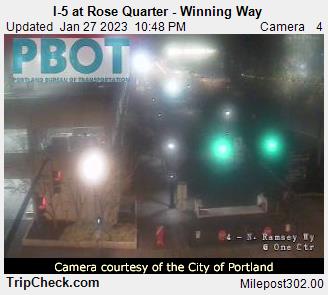 I-5 at Rose Quarter - Winning Way
Updated Jan 27 2023 10:48 PM Camera 4
PBOT
PORTLAND BUREAU OF TRANSPORTATION
4 - N. Ramsey Wy
@ One Ctr
Camera courtesy of the City of Portland
TripCheck.com Milepost302.00